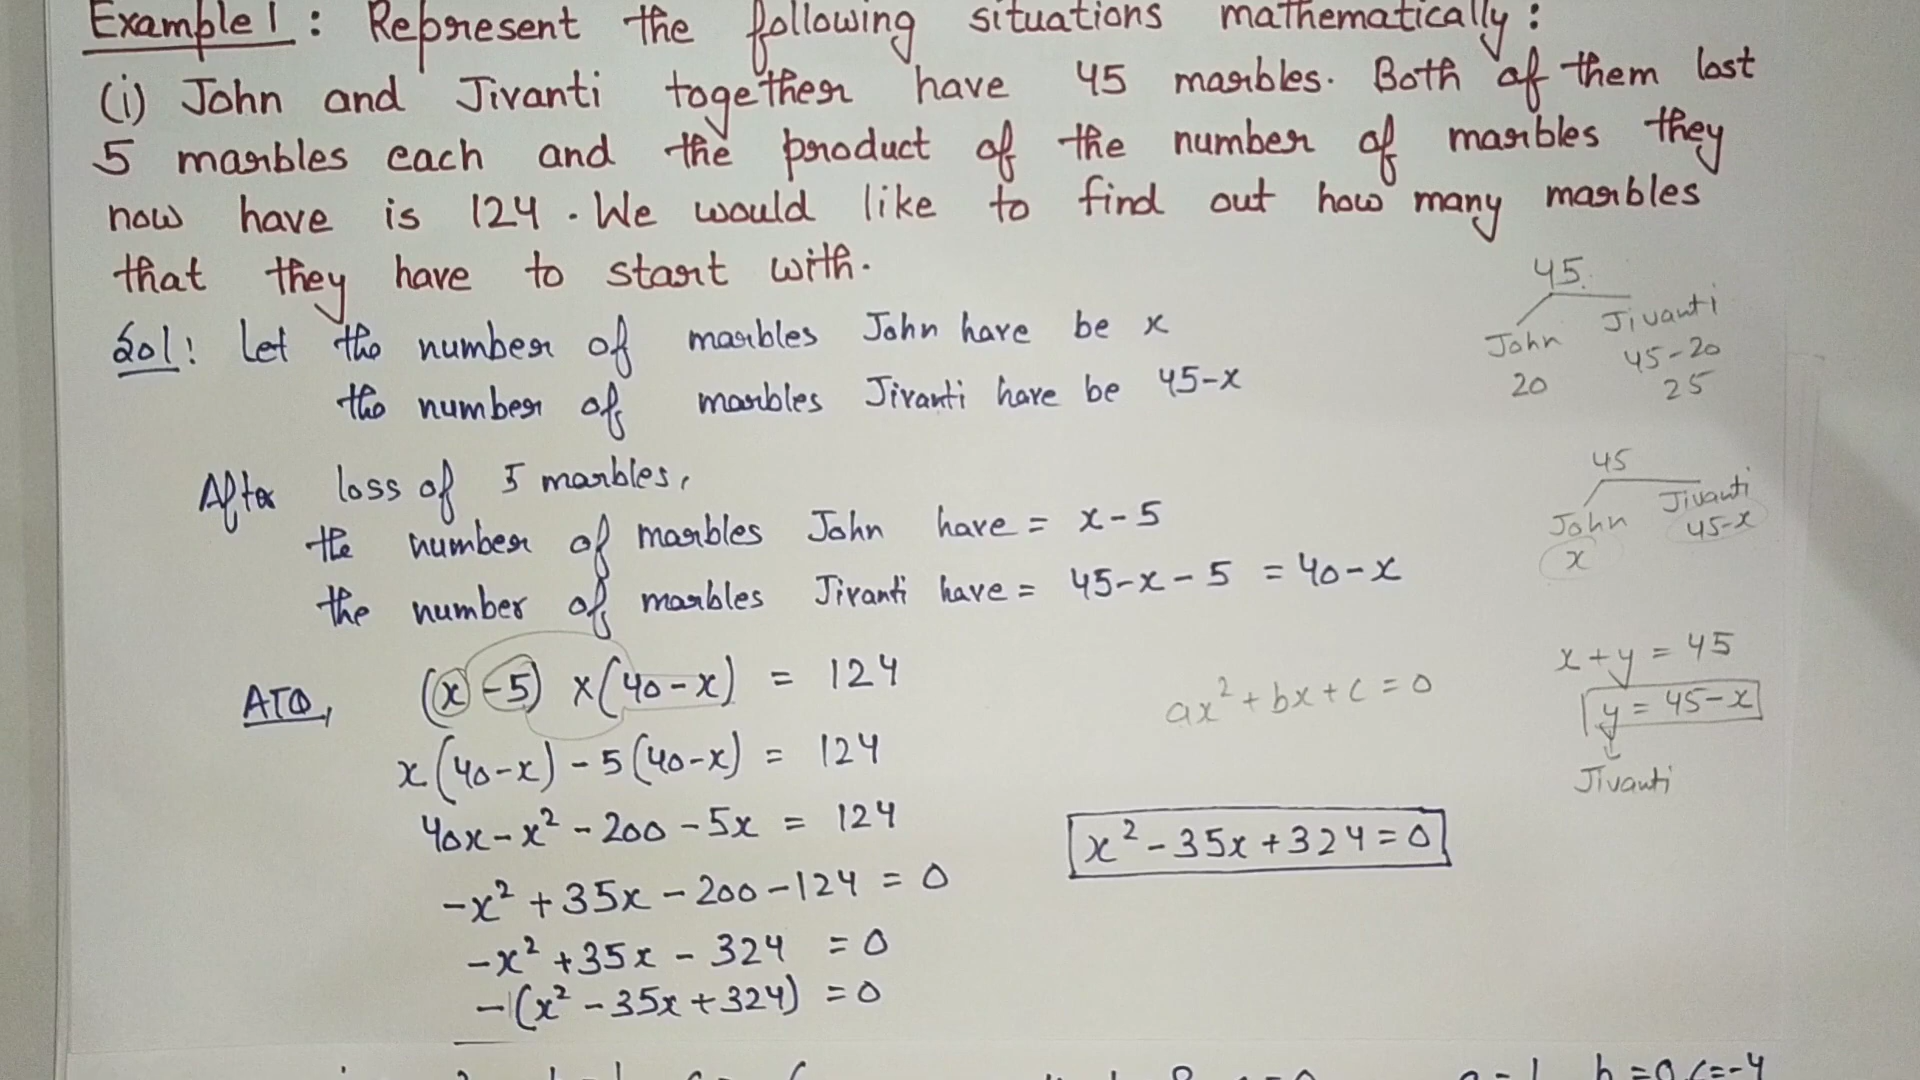 Example 1 : Represent the following situations mathematically :
(i) John and Jivanti together have 45 marbles. Both of them lost
5 marbles each and the product of the number of marbles they
now have is 124. We would like to find out how many marbles
that they have to start with.
Sol: Let the number of marbles John have be x
the number of marbles Jivanti have be 45-x
After loss of 5 marbles,
the number of marbles John have = x-5
the number of marbles Jivanti have = 45-x-5 = 40-x
ATQ, (x-5) x (40-x) = 124
x(40-x)-5(40-x) = 124
40x-x²-200-5x = 124
-x²+35x-200-124 = 0
-x²+35x-324 = 0
-(x²-35x+324) = 0
ax²+bx+c=0
x²-35x+324=0
45.
John Jivanti
20 45-20
25
45
John Jivanti
x 45-x
x+y=45
y=45-x
Jivanti
b=0, c=-4